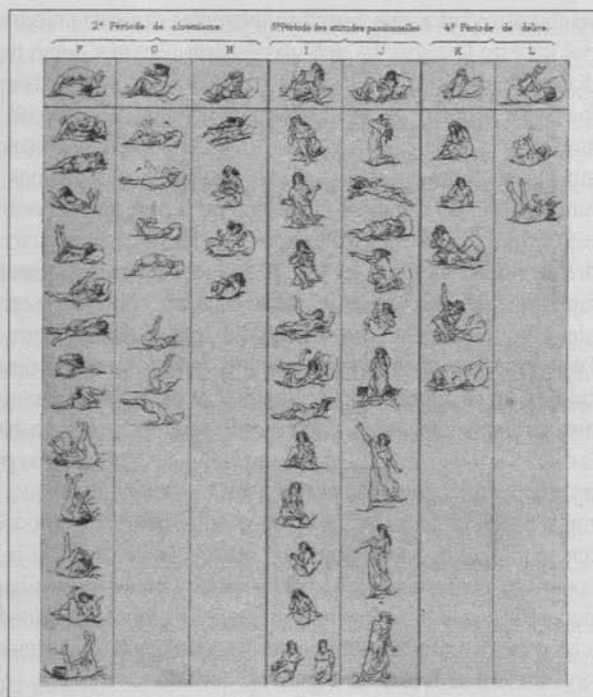 2ᵉ Période de clownisme. 3ᵉ Période des attitudes passionnelles 4ᵉ Période de délire.
F G H I J K L